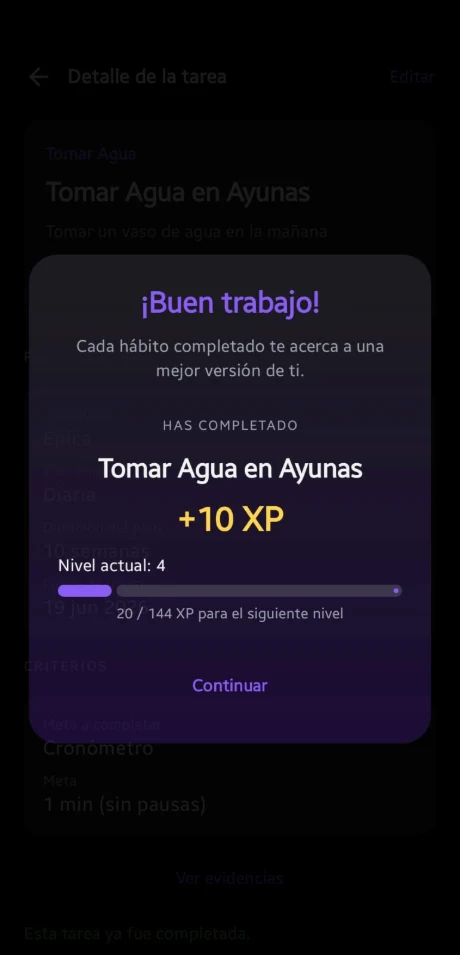 Detalle de la tarea
Editar
Tomar Agua
Tomar Agua en Ayunas
Tomar un vaso de agua en la mañana
¡Buen trabajo!
Cada hábito completado te acerca a una
mejor versión de ti.
HAS COMPLETADO
Épica
Tomar Agua en Ayunas
Diaria
+10 XP
10 semanas
Nivel actual: 4
19 jun
20 / 144 XP para el siguiente nivel
CRITERIOS
Continuar
Meta a completar
Cronómetro
Meta
1 min (sin pausas)
Ver evidencias
Esta tarea ya fue completada.